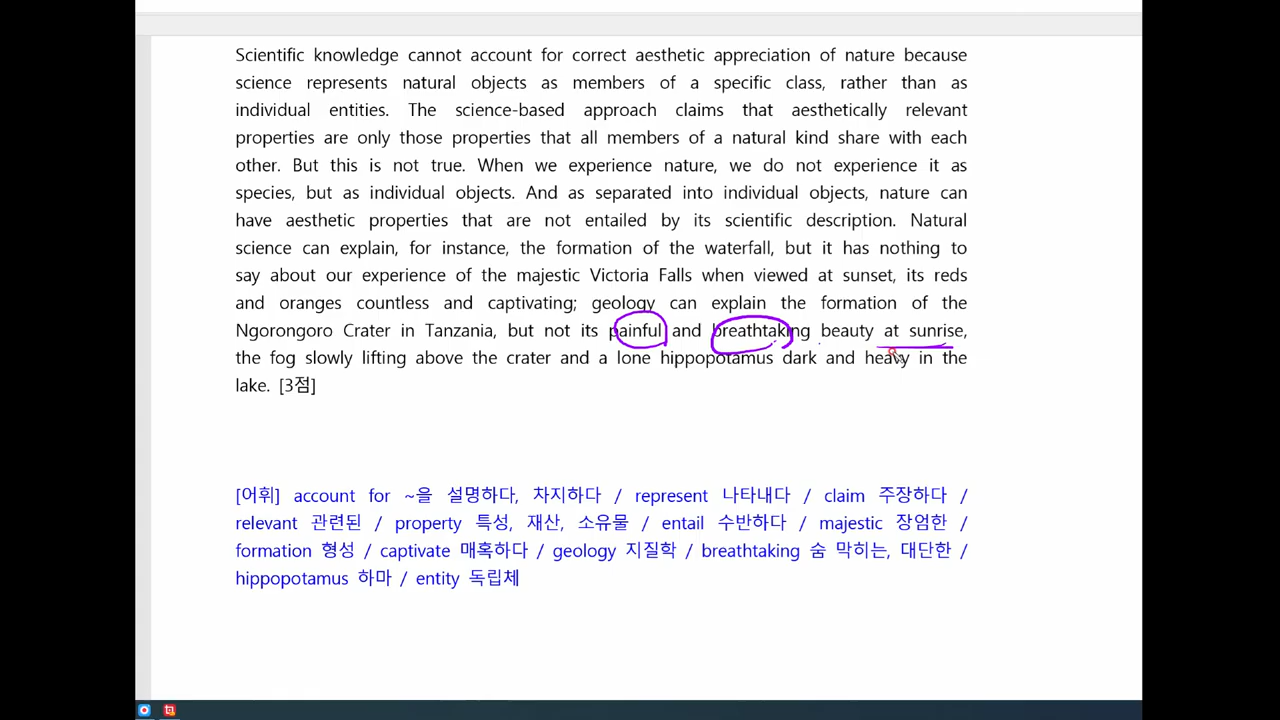 Scientific knowledge cannot account for correct aesthetic appreciation of nature because
science represents natural objects as members of a specific class, rather than as
individual entities. The science-based approach claims that aesthetically relevant
properties are only those properties that all members of a natural kind share with each
other. But this is not true. When we experience nature, we do not experience it as
species, but as individual objects. And as separated into individual objects, nature can
have aesthetic properties that are not entailed by its scientific description. Natural
science can explain, for instance, the formation of the waterfall, but it has nothing to
say about our experience of the majestic Victoria Falls when viewed at sunset, its reds
and oranges countless and captivating; geology can explain the formation of the
Ngorongoro Crater in Tanzania, but not its painful and breathtaking beauty at sunrise,
the fog slowly lifting above the crater and a lone hippopotamus dark and heavy in the
lake. [3점]
[어휘] account for ~을 설명하다, 차지하다 / represent 나타내다 / claim 주장하다 /
relevant 관련된 / property 특성, 재산, 소유물 / entail 수반하다 / majestic 장엄한 /
formation 형성 / captivate 매혹하다 / geology 지질학 / breathtaking 숨 막히는, 대단한 /
hippopotamus 하마 / entity 독립체